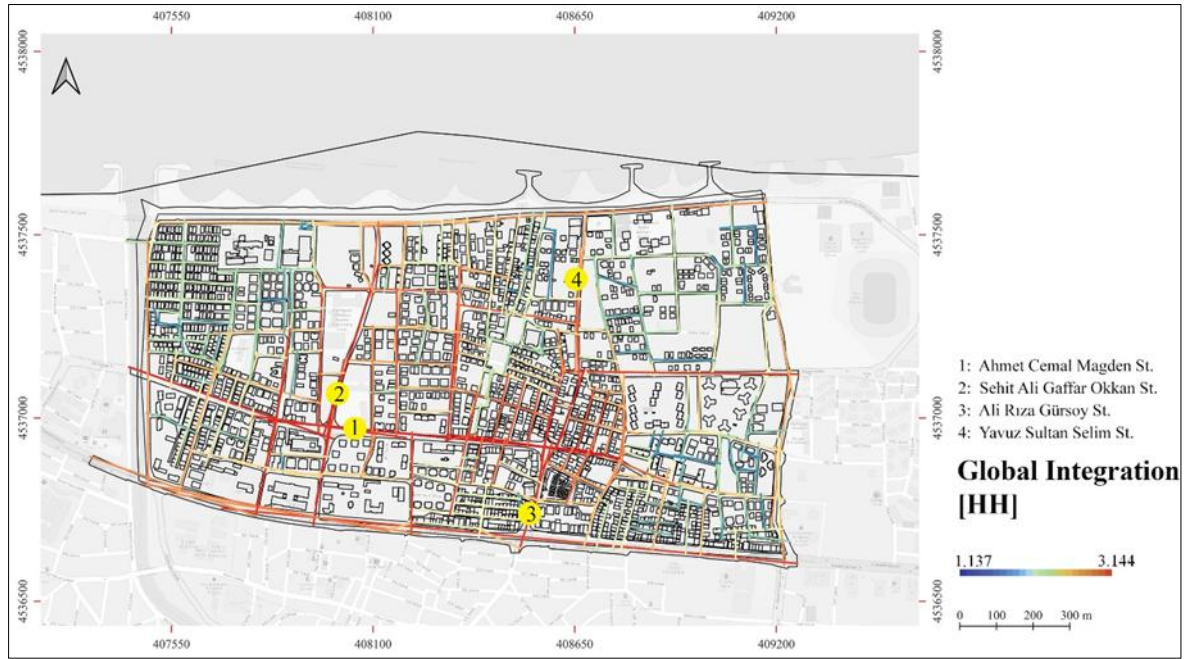 407550 408100 408650 409200
4538000 4538000
4537500 4537500
4
1: Ahmet Cemal Magden St.
2 2: Sehit Ali Gaffar Okkan St.
4537000 1 3: Ali Rıza Gürsoy St. 4537000
4: Yavuz Sultan Selim St.
Global Integration
[HH]
3
1.137 3.144
4536500 4536500
0 100 200 300 m
407550 408100 408650 409200